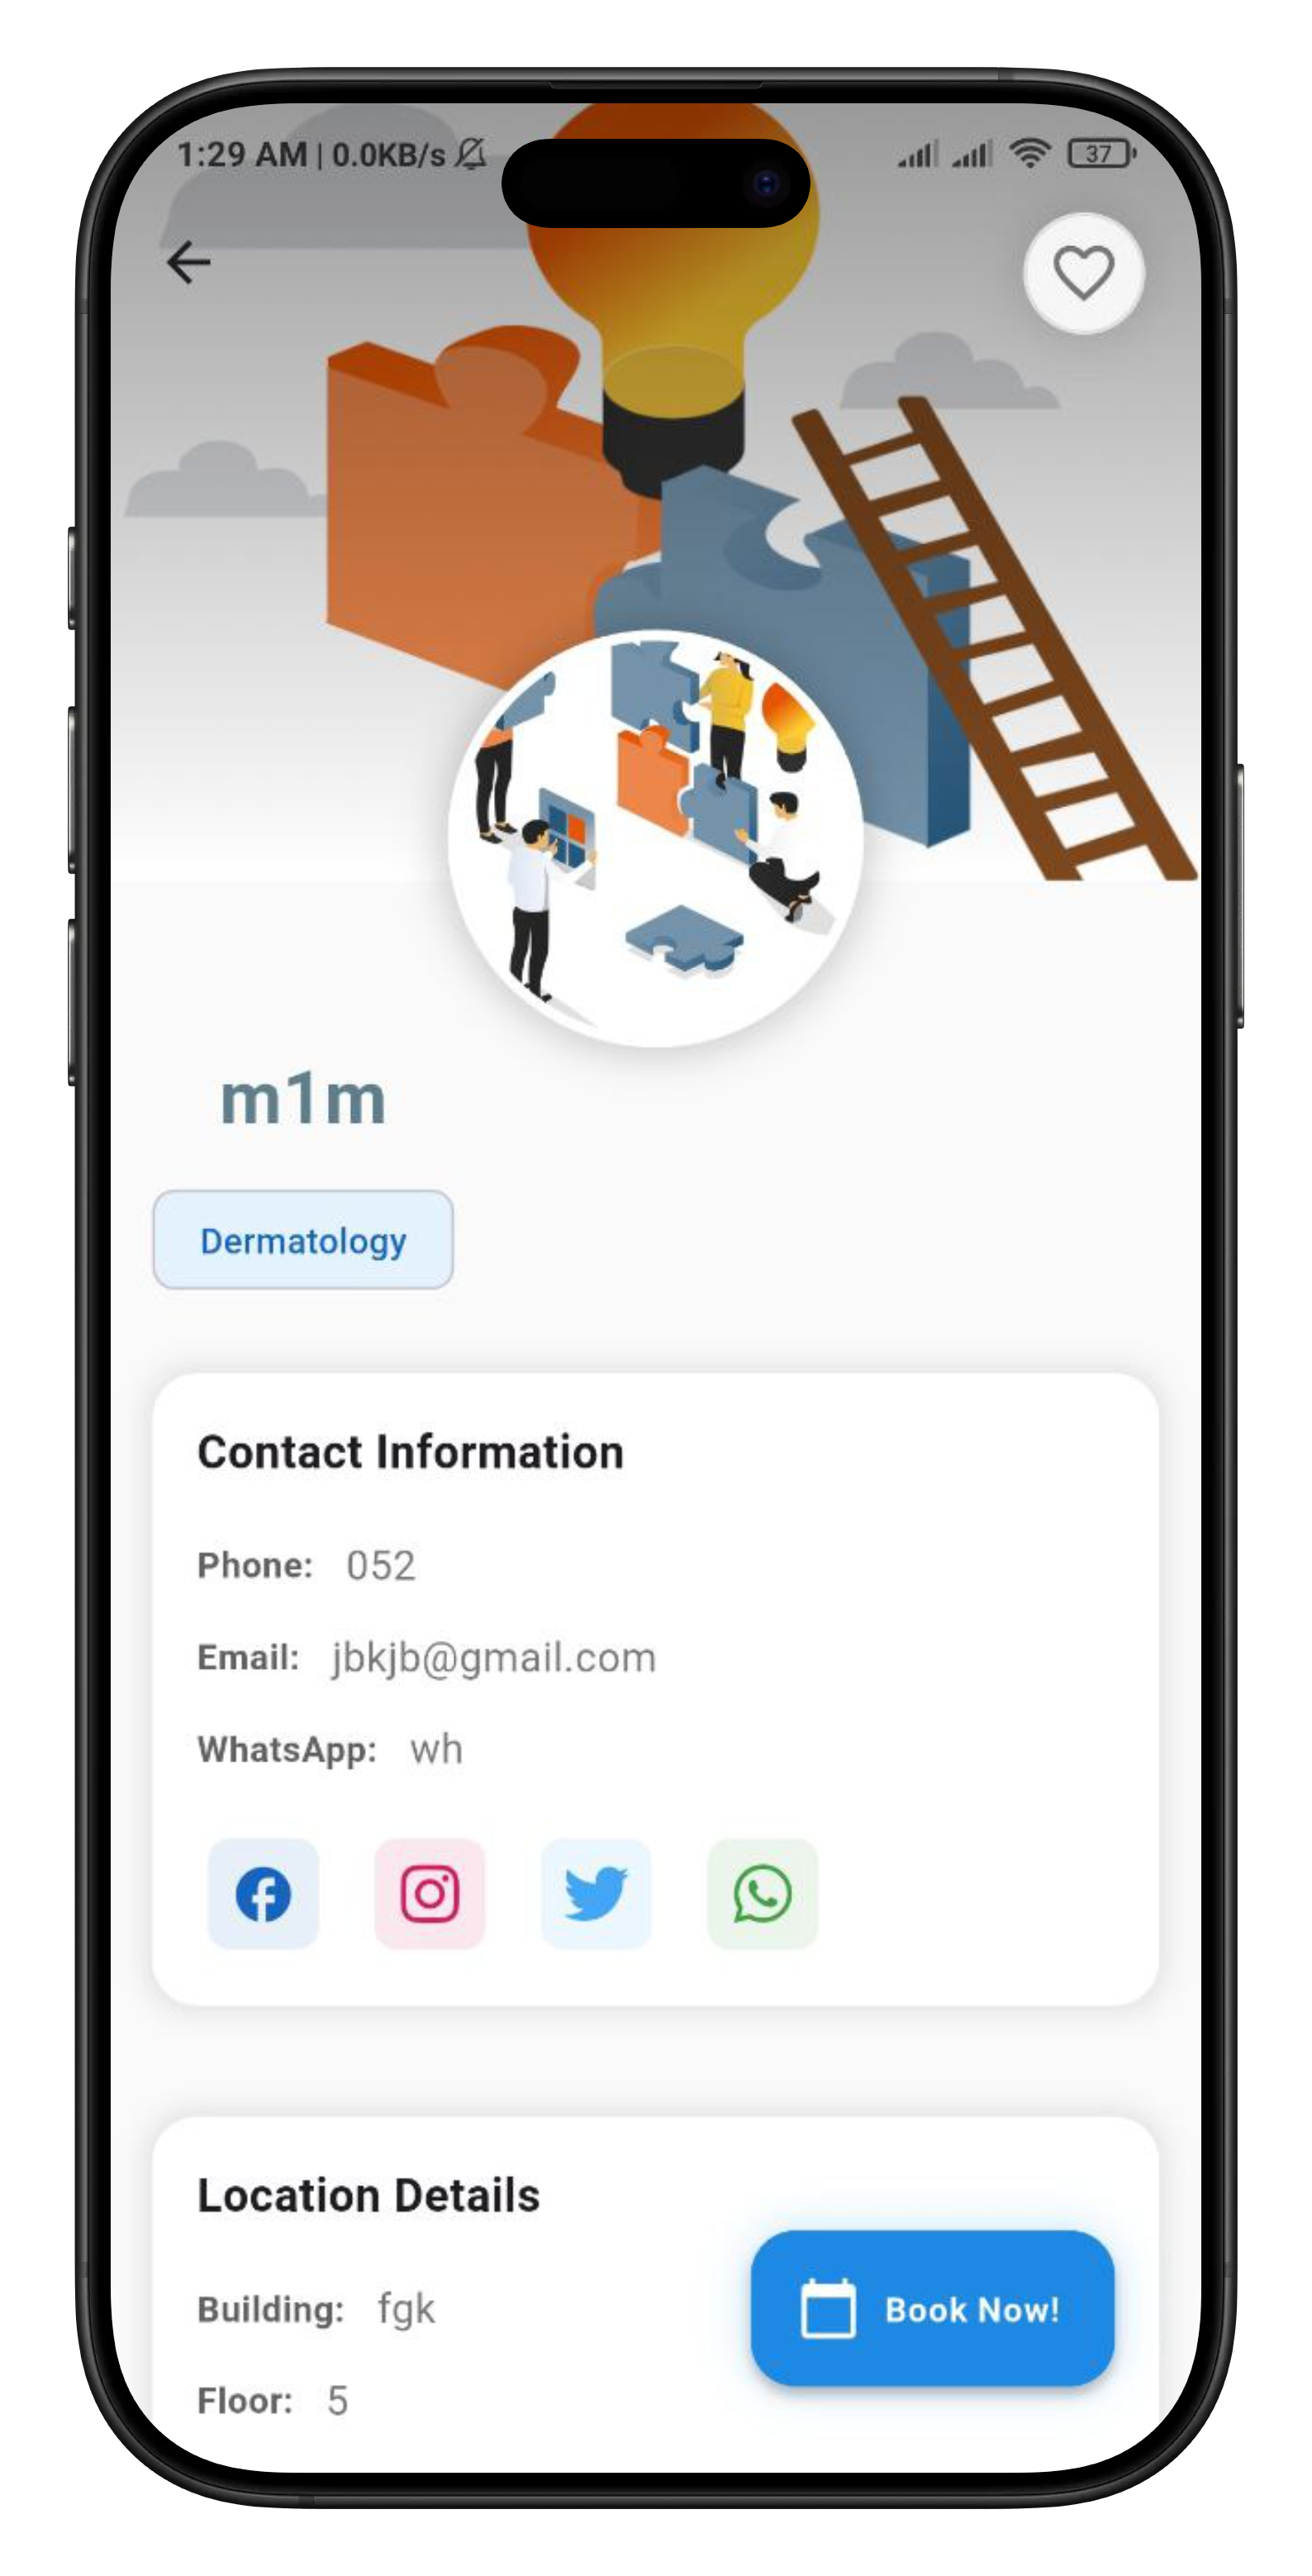 1:29 AM | 0.0KB/s
37
m1m
Dermatology
Contact Information
Phone: 052
Email: jbkjb@gmail.com
WhatsApp: wh
Location Details
Building: fgk
Book Now!
Floor: 5